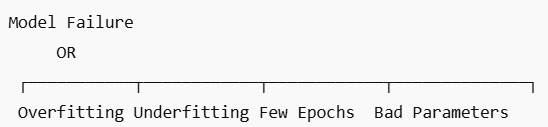 Model Failure
OR
Overfitting Underfitting Few Epochs Bad Parameters